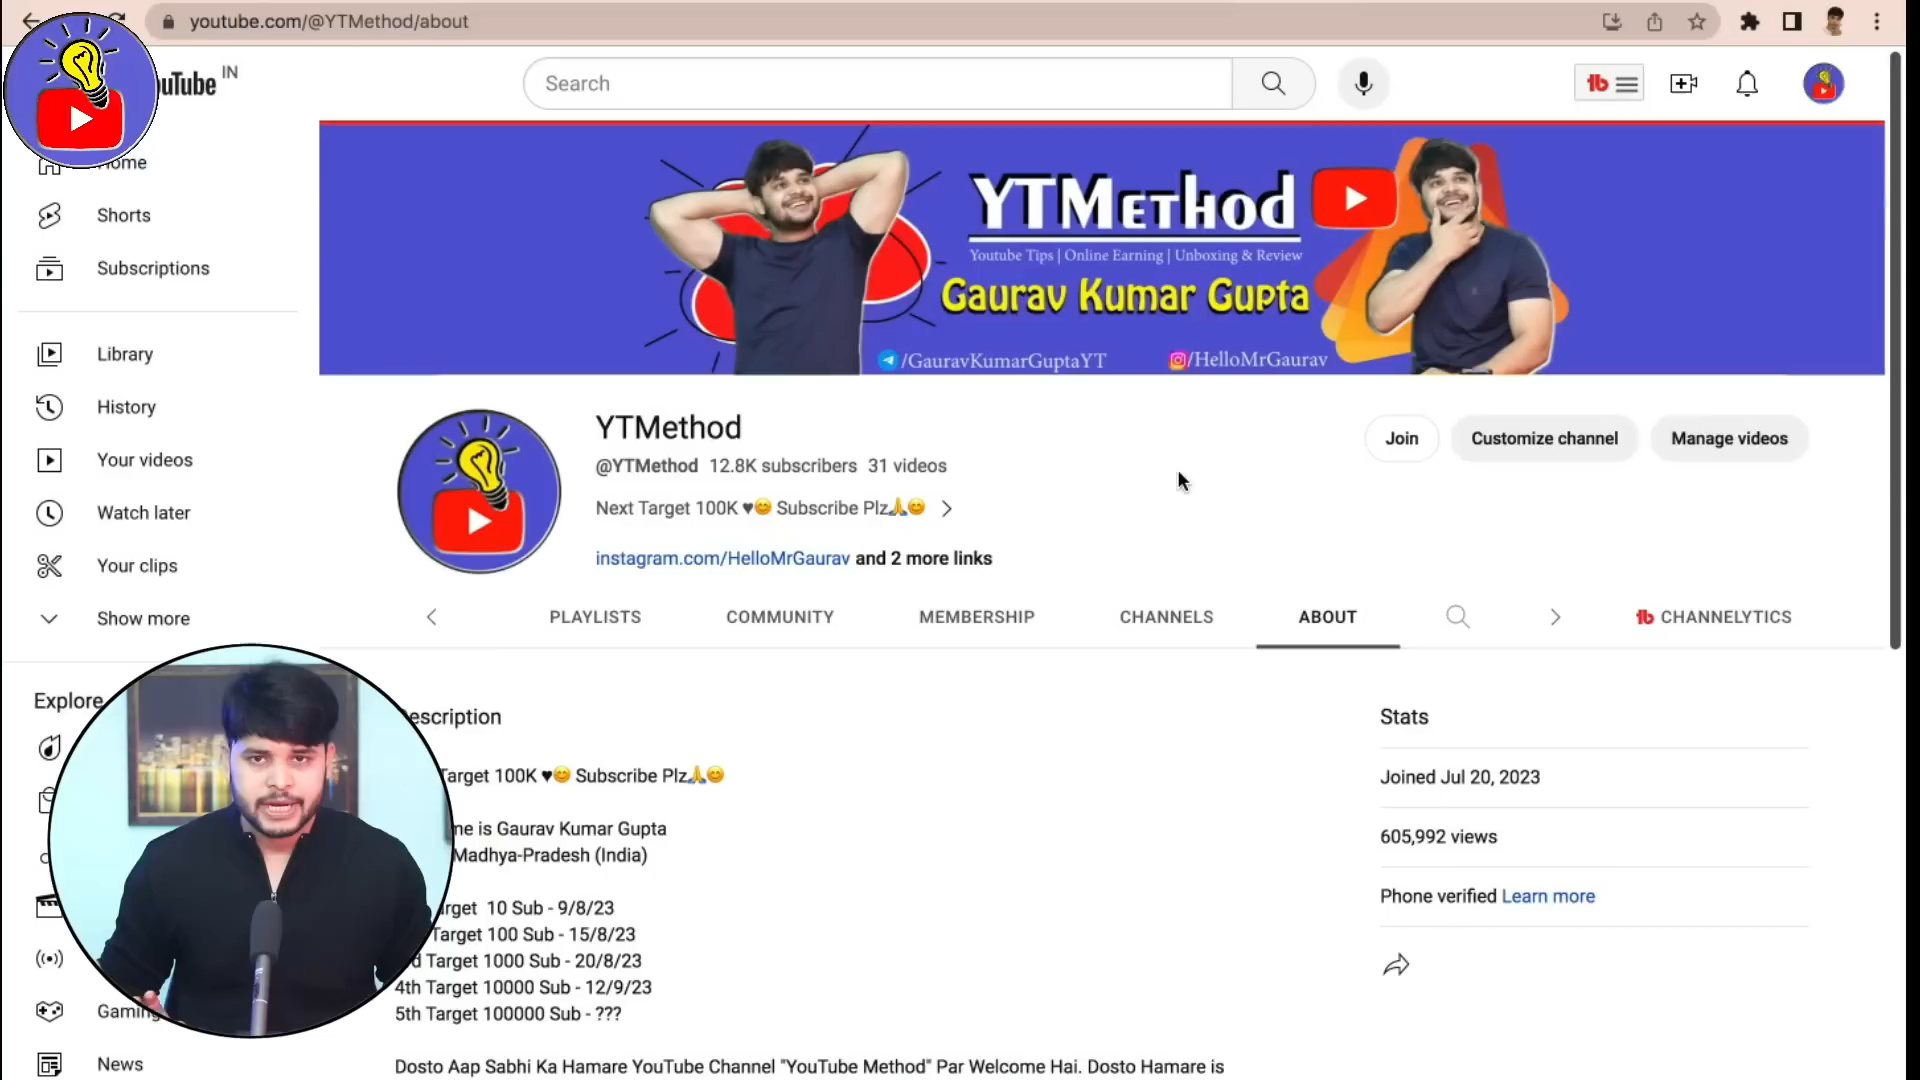 youtube.com/@YTMethod/about
IN
Search
Home
Shorts
Subscriptions
Library
History
Your videos
Watch later
Your clips
Show more
Explore
Gaming
News
YTMethod
Youtube Tips | Online Earning | Unboxing & Review
Gaurav Kumar Gupta
/GauravKumarGuptaYT
/HelloMrGaurav
YTMethod
@YTMethod 12.8K subscribers 31 videos
Next Target 100K ♥😊 Subscribe Plz🙏😊
instagram.com/HelloMrGaurav and 2 more links
Join
Customize channel
Manage videos
PLAYLISTS
COMMUNITY
MEMBERSHIP
CHANNELS
ABOUT
CHANNELYTICS
Description
Target 100K ♥😊 Subscribe Plz🙏😊
is Gaurav Kumar Gupta
Madhya-Pradesh (India)
Target 10 Sub - 9/8/23
Target 100 Sub - 15/8/23
Target 1000 Sub - 20/8/23
4th Target 10000 Sub - 12/9/23
5th Target 100000 Sub - ???
Dosto Aap Sabhi Ka Hamare YouTube Channel "YouTube Method" Par Welcome Hai. Dosto Hamare is
Stats
Joined Jul 20, 2023
605,992 views
Phone verified Learn more